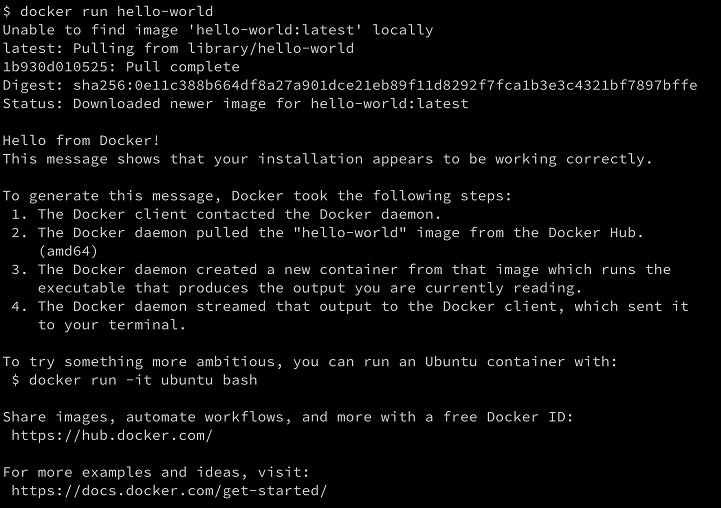 $ docker run hello-world
Unable to find image 'hello-world:latest' locally
latest: Pulling from library/hello-world
1b930d010525: Pull complete
Digest: sha256:0e11c388b664df8a27a901dce21eb89f11d8292f7fca1b3e3c4321bf7897bffe
Status: Downloaded newer image for hello-world:latest

Hello from Docker!
This message shows that your installation appears to be working correctly.

To generate this message, Docker took the following steps:
 1. The Docker client contacted the Docker daemon.
 2. The Docker daemon pulled the "hello-world" image from the Docker Hub.
    (amd64)
 3. The Docker daemon created a new container from that image which runs the
    executable that produces the output you are currently reading.
 4. The Docker daemon streamed that output to the Docker client, which sent it
    to your terminal.

To try something more ambitious, you can run an Ubuntu container with:
 $ docker run -it ubuntu bash

Share images, automate workflows, and more with a free Docker ID:
 https://hub.docker.com/

For more examples and ideas, visit:
 https://docs.docker.com/get-started/